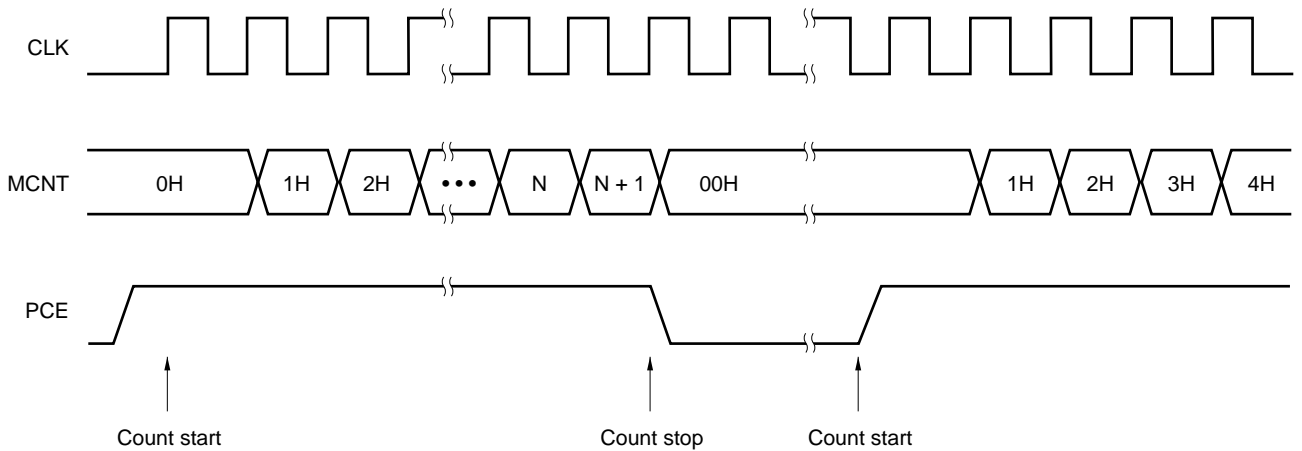 CLK
MCNT
0H
1H
2H
•••
N
N + 1
00H
1H
2H
3H
4H
PCE
Count start
Count stop
Count start